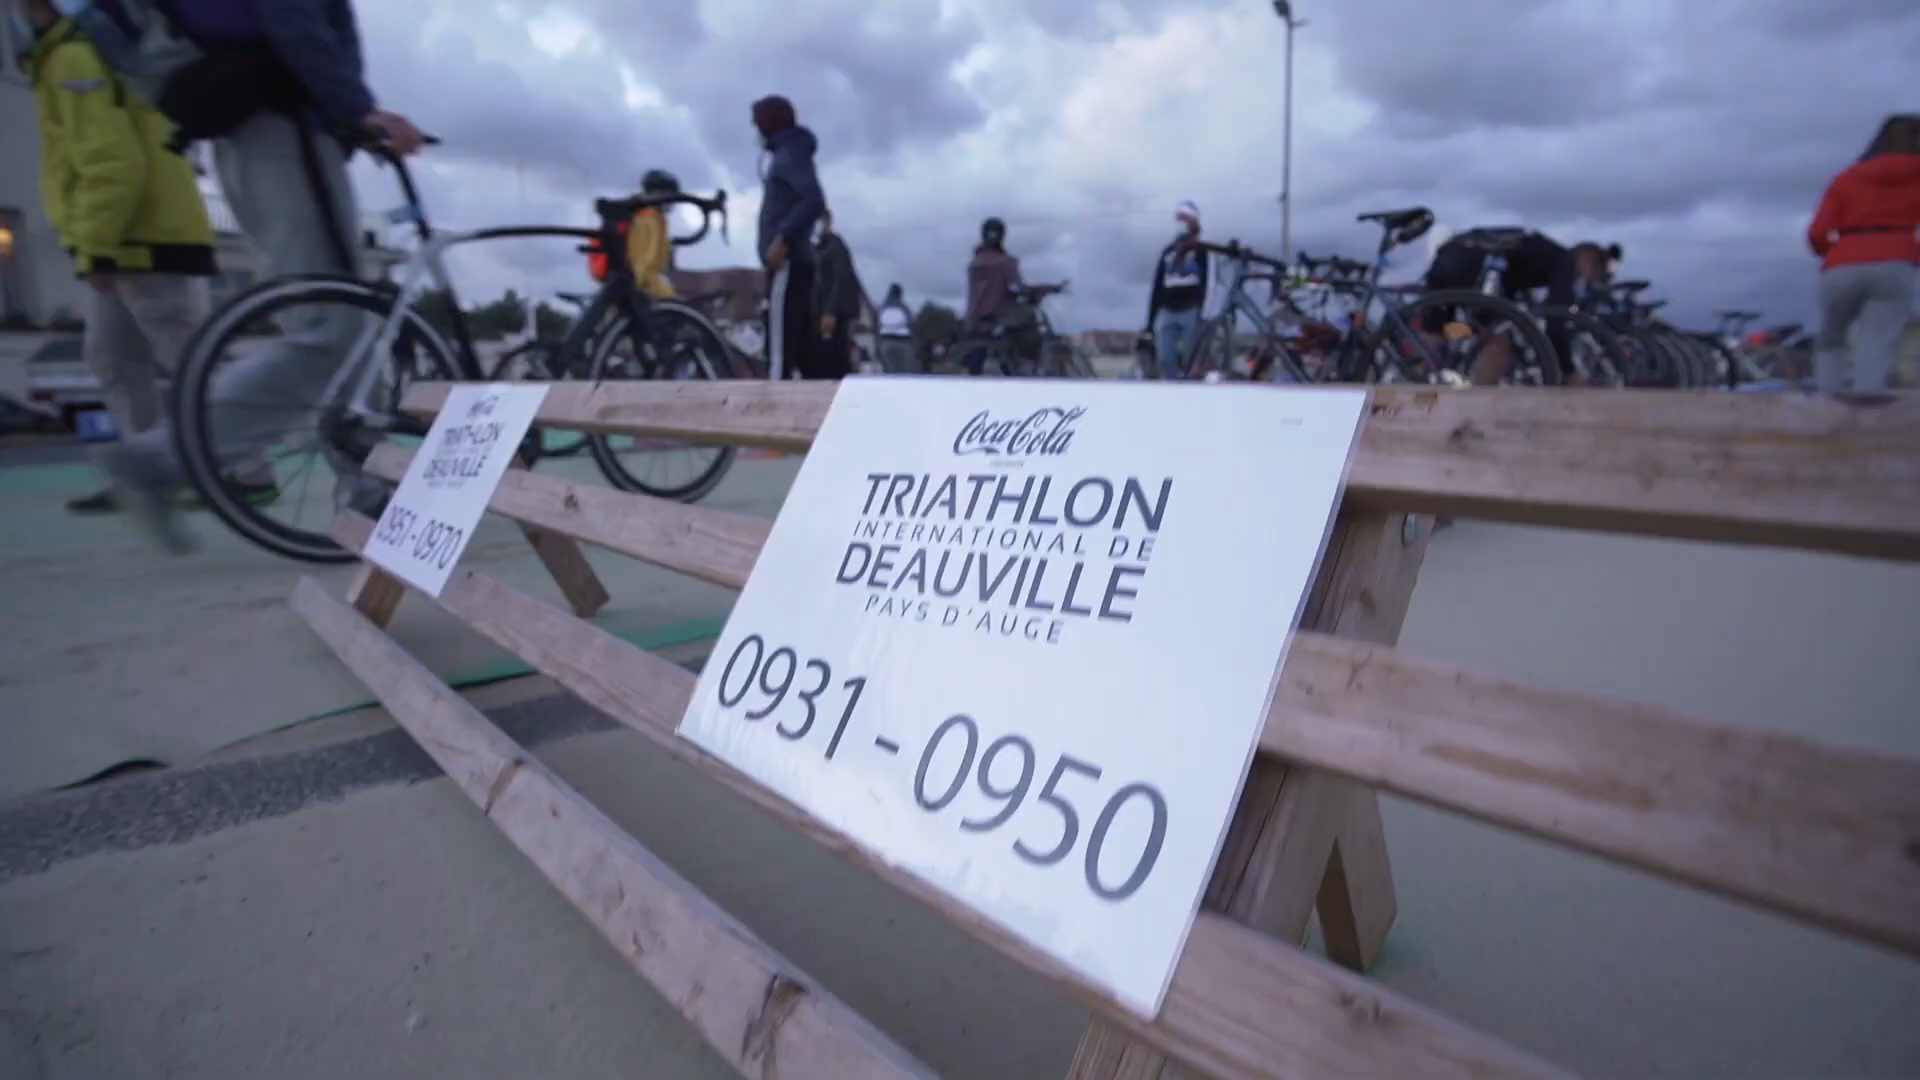 TRIATHLON
DEAUVILLE
0951-0970
Coca-Cola
TRIATHLON
INTERNATIONAL DE
DEAUVILLE
PAYS D'AUGE
0931-0950